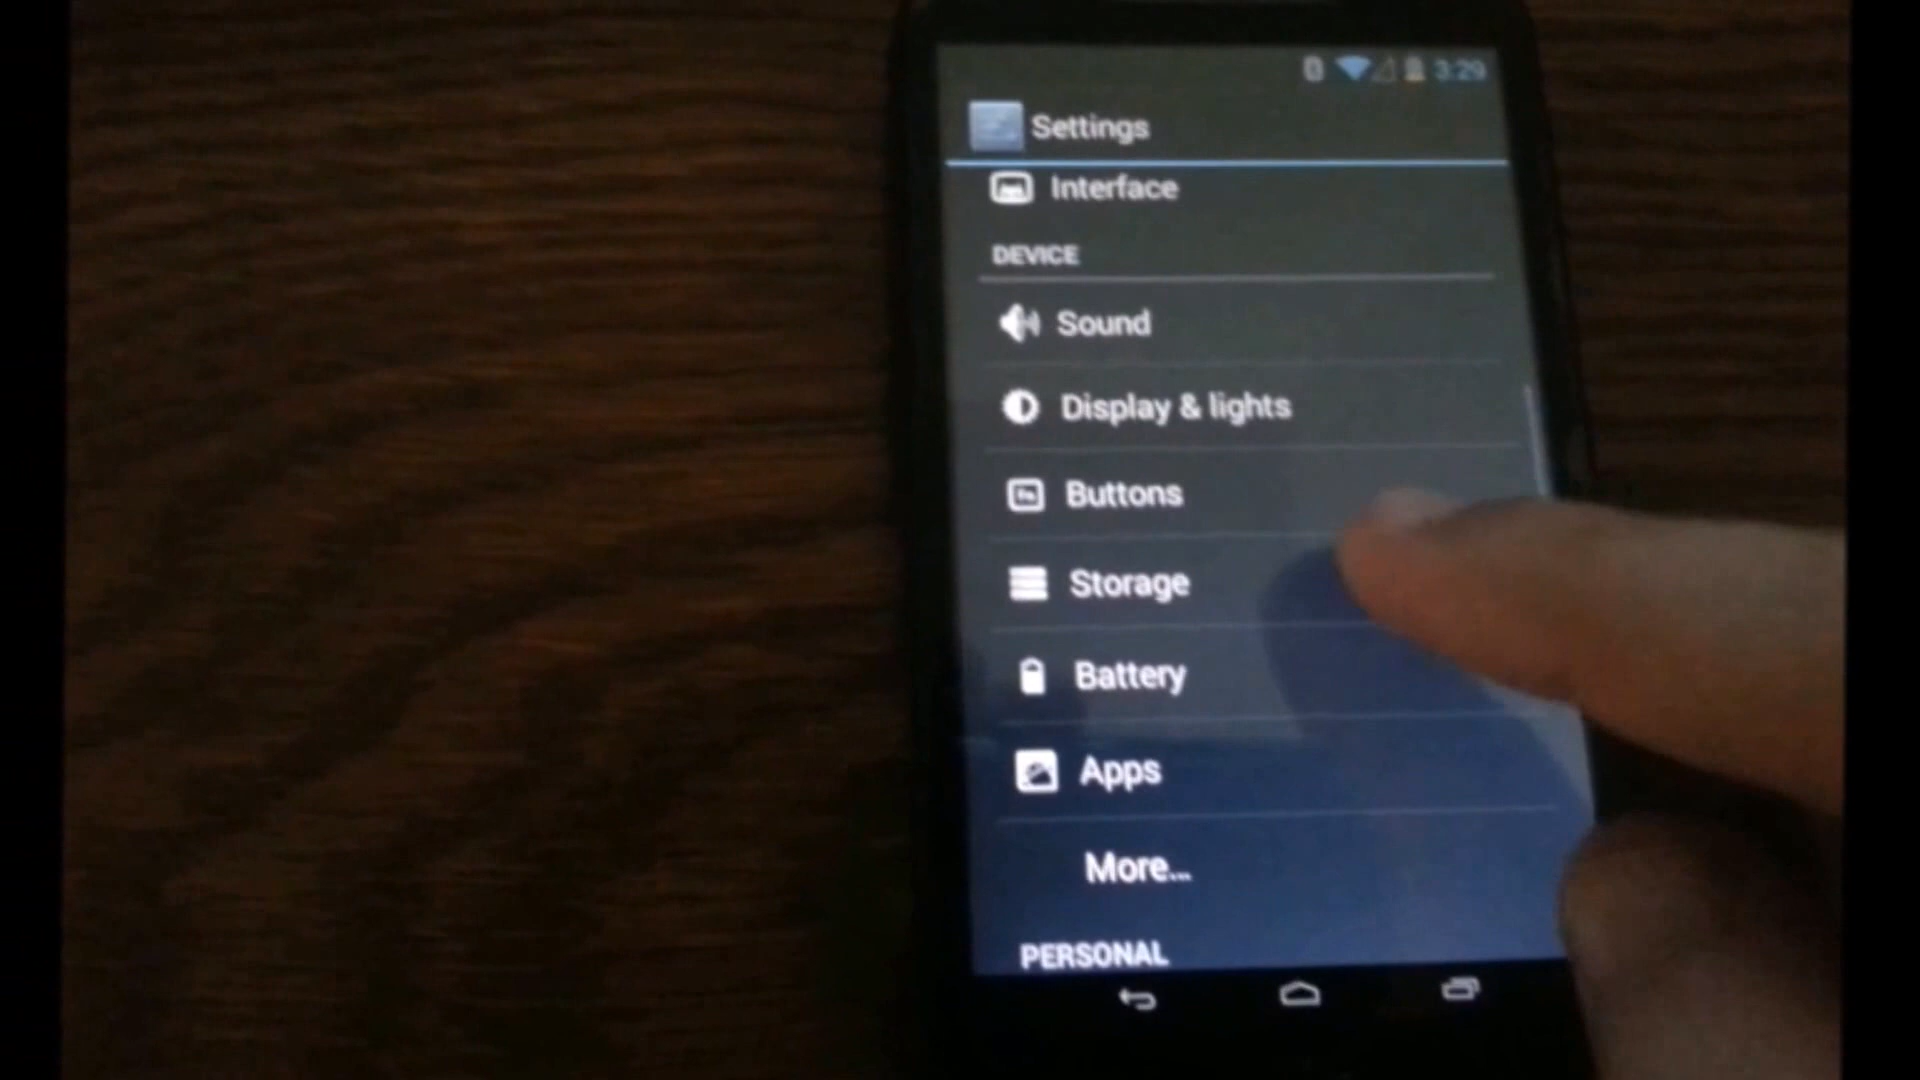 3:29
Settings
Interface
DEVICE
Sound
Display & lights
Buttons
Storage
Battery
Apps
More...
PERSONAL